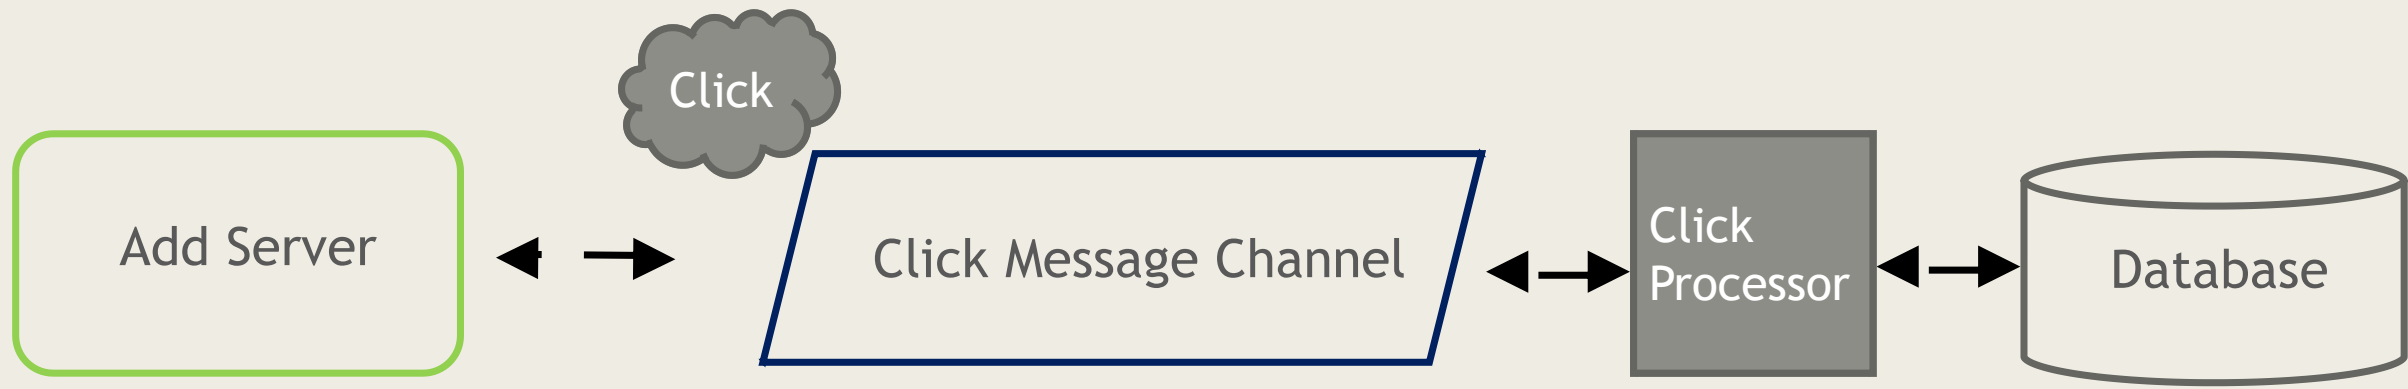 Click
Add Server
Click Message Channel
Click
Processor
Database